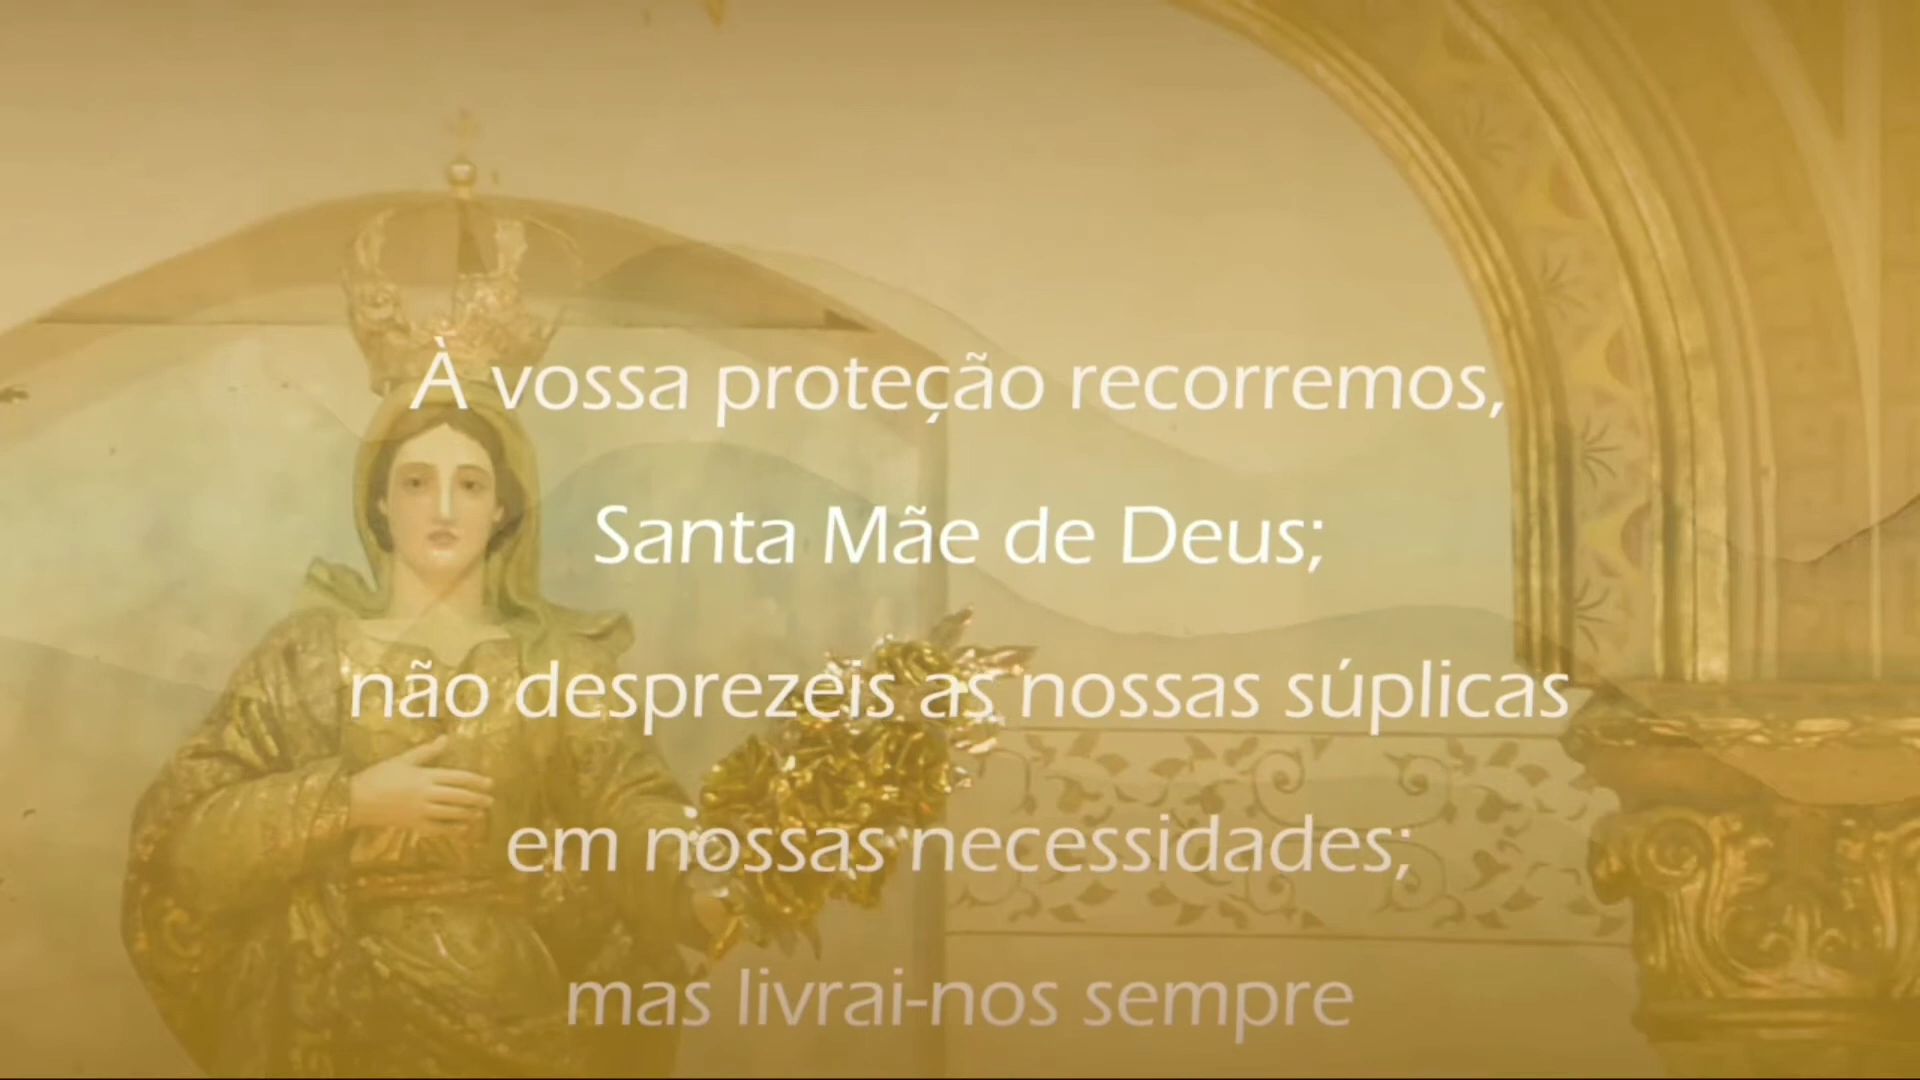 À vossa proteção recorremos,
Santa Mãe de Deus;
não desprezeis as nossas súplicas
em nossas necessidades;
mas livrai-nos sempre